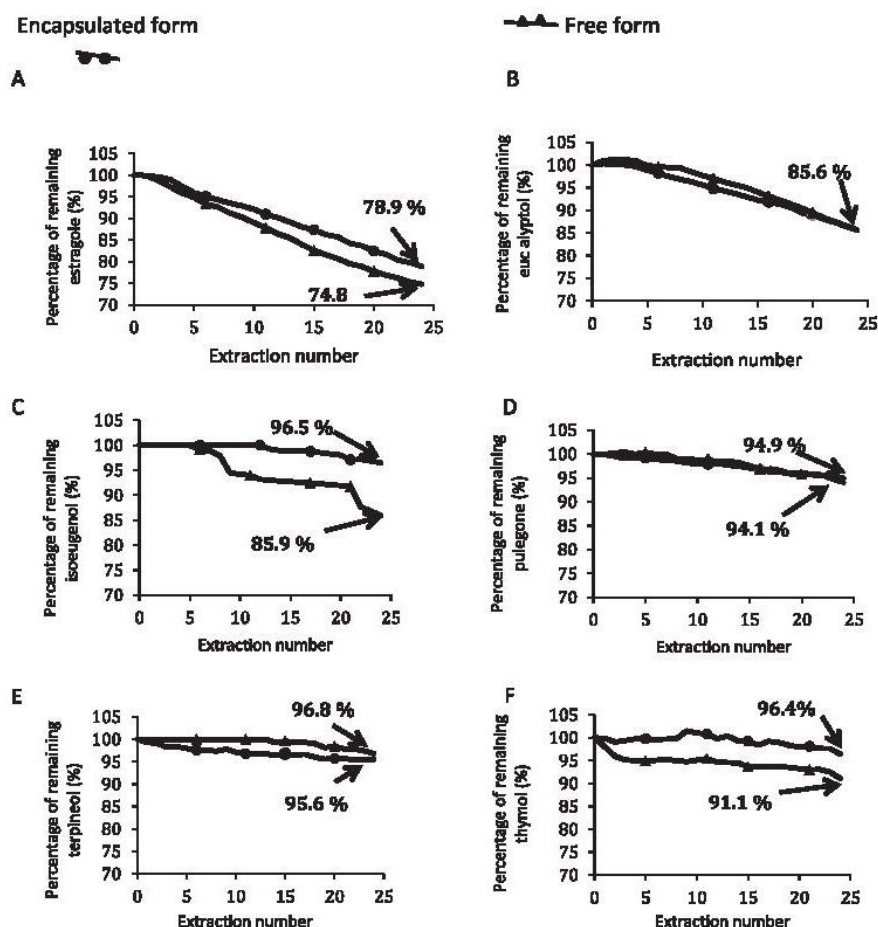 Encapsulated form
Free form
A
Percentage of remaining
estragole (%)
105
100
95
90
85
80
75
70
78.9 %
74.8
0 5 10 15 20 25
Extraction number
B
Percentage of remaining
euc alyptol (%)
105
100
95
90
85
80
75
70
85.6 %
0 5 10 15 20 25
Extraction number
C
Percentage of remaining
isoeugenol (%)
105
100
95
90
85
80
75
70
96.5 %
85.9 %
0 5 10 15 20 25
Extraction number
D
Percentage of remaining
pulegone (%)
105
100
95
90
85
80
75
70
94.9 %
94.1 %
0 5 10 15 20 25
Extraction number
E
Percentage of remaining
terpineol (%)
105
100
95
90
85
80
75
70
96.8 %
95.6 %
0 5 10 15 20 25
Extraction number
F
Percentage of remaining
thymol (%)
105
100
95
90
85
80
75
70
96.4%
91.1 %
0 5 10 15 20 25
Extraction number